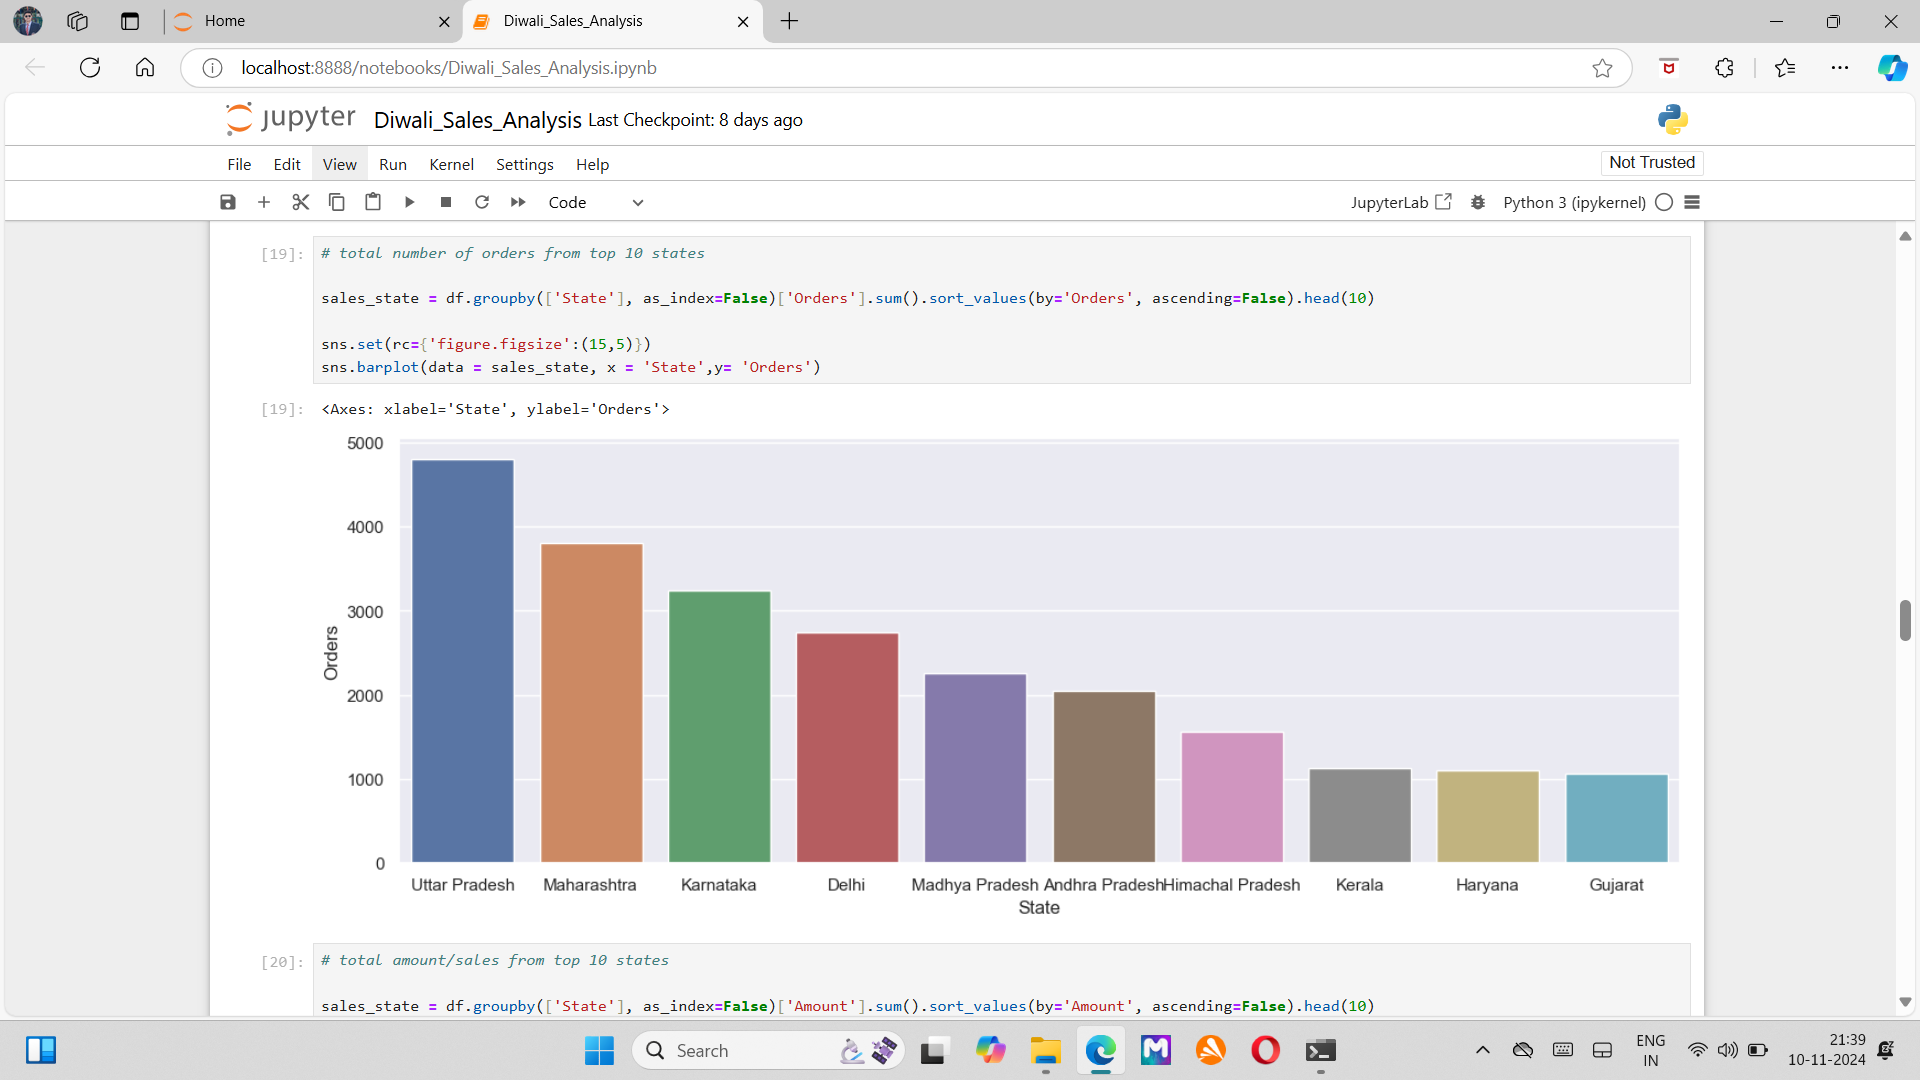 Home
Diwali_Sales_Analysis
localhost:8888/notebooks/Diwali_Sales_Analysis.ipynb
jupyter Diwali_Sales_Analysis Last Checkpoint: 8 days ago
File Edit View Run Kernel Settings Help
Not Trusted
Code
JupyterLab
Python 3 (ipykernel)
[19]: # total number of orders from top 10 states
sales_state = df.groupby(['State'], as_index=False)['Orders'].sum().sort_values(by='Orders', ascending=False).head(10)
sns.set(rc={'figure.figsize':(15,5)})
sns.barplot(data = sales_state, x = 'State',y= 'Orders')
[19]: <Axes: xlabel='State', ylabel='Orders'>
5000
4000
3000
2000
1000
0
Orders
Uttar Pradesh Maharashtra Karnataka Delhi Madhya Pradesh Andhra Pradesh Himachal Pradesh Kerala Haryana Gujarat
State
[20]: # total amount/sales from top 10 states
sales_state = df.groupby(['State'], as_index=False)['Amount'].sum().sort_values(by='Amount', ascending=False).head(10)
Search
ENG
IN
21:39
10-11-2024